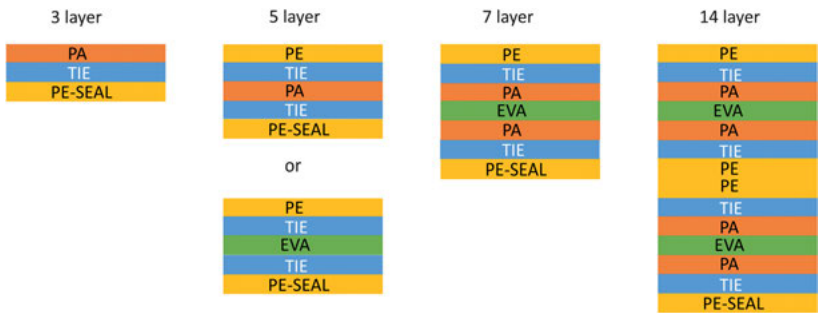 3 layer
PA
TIE
PE-SEAL
5 layer
PE
TIE
PA
TIE
PE-SEAL
or
PE
TIE
EVA
TIE
PE-SEAL
7 layer
PE
TIE
PA
EVA
PA
TIE
PE-SEAL
14 layer
PE
TIE
PA
EVA
PA
TIE
PE
PE
TIE
PA
EVA
PA
TIE
PE-SEAL